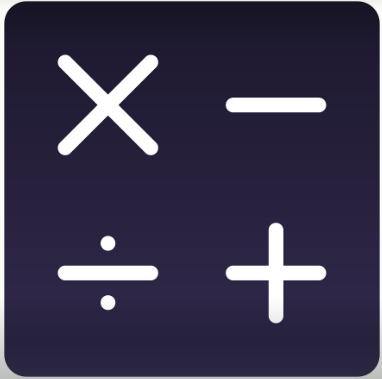 × −
÷ +